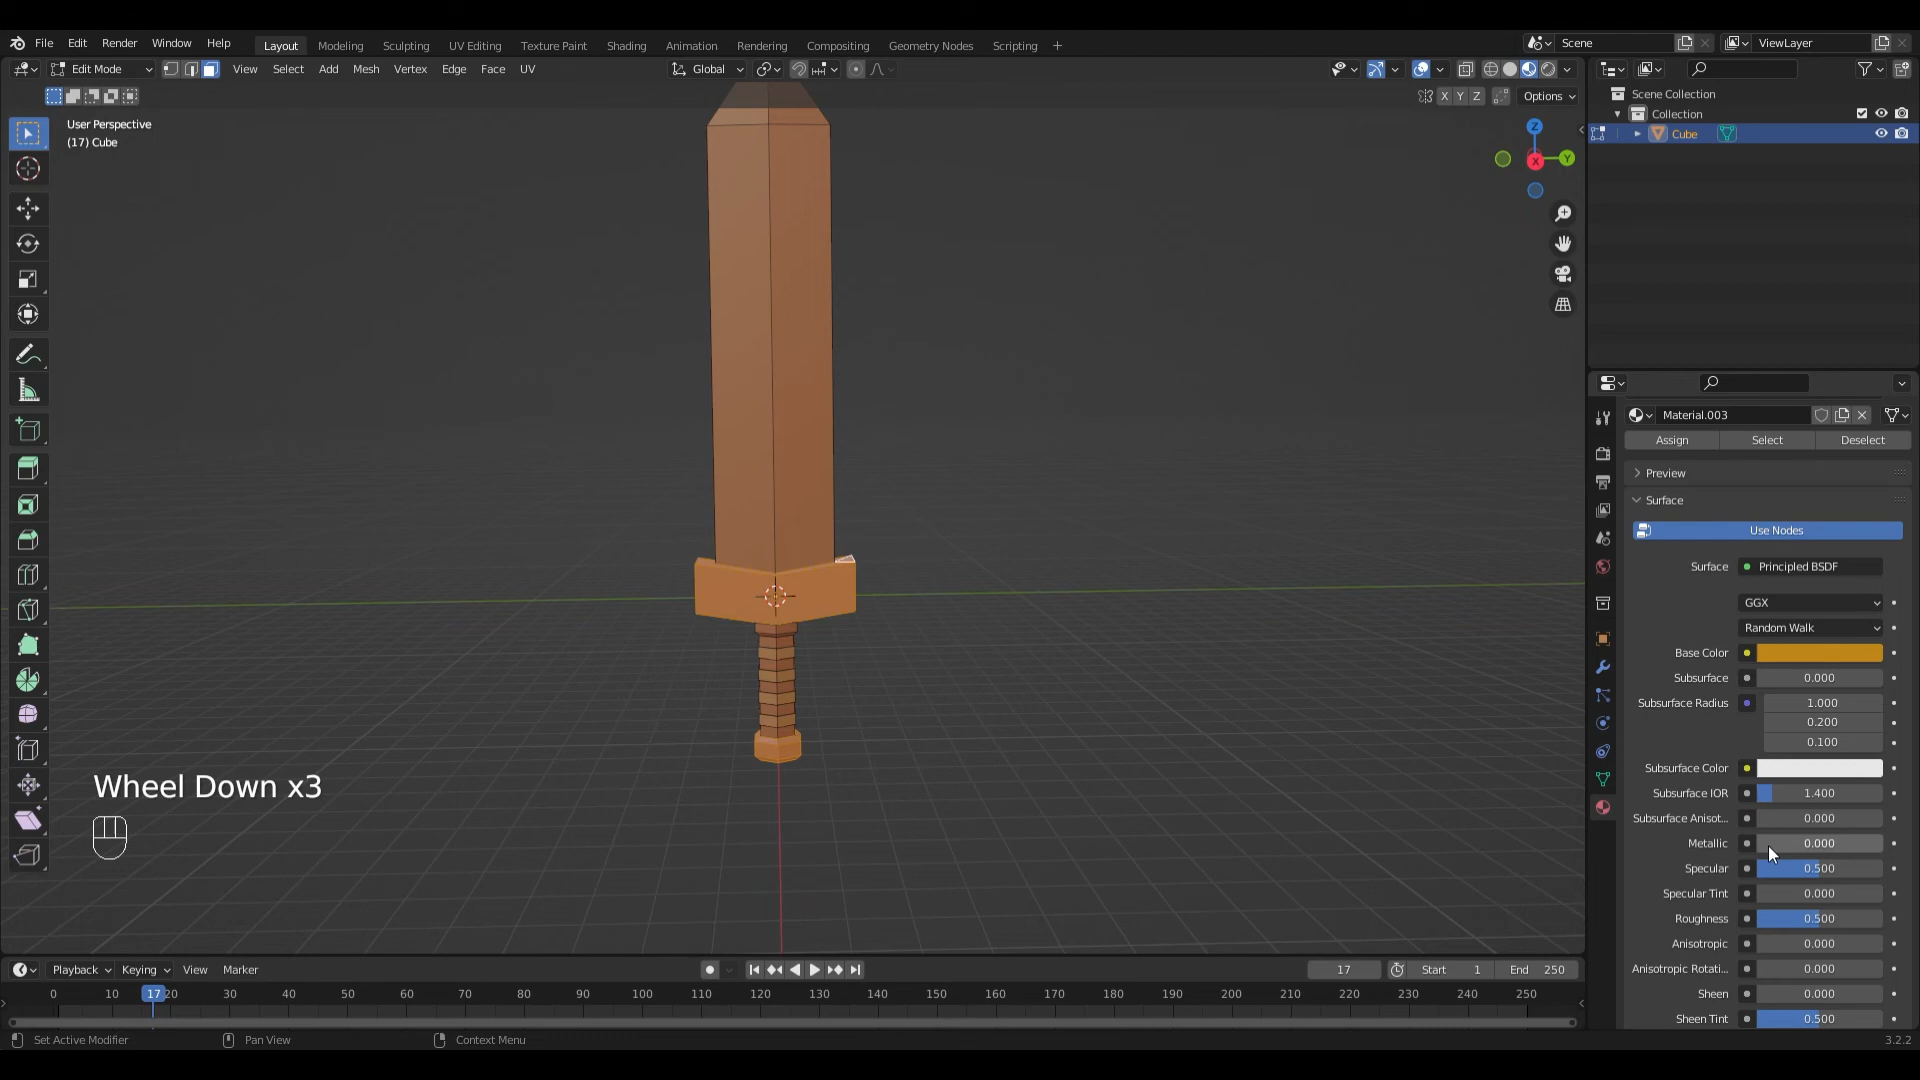 File Edit Render Window Help Layout Modeling Sculpting UV Editing Texture Paint Shading Animation Rendering Compositing Geometry Nodes Scripting + Scene ViewLayer
Edit Mode View Select Add Mesh Vertex Edge Face UV Global
X Y Z Options
User Perspective
(17) Cube
Z
Y
X
Scene Collection
Collection
Cube
Material.003
Assign Select Deselect
Preview
Surface
Use Nodes
Surface Principled BSDF
GGX
Random Walk
Base Color
Subsurface 0.000
Subsurface Radius 1.000
0.200
0.100
Subsurface Color
Subsurface IOR 1.400
Subsurface Anisot... 0.000
Metallic 0.000
Specular 0.500
Specular Tint 0.000
Roughness 0.500
Anisotropic 0.000
Anisotropic Rotati... 0.000
Sheen 0.000
Sheen Tint 0.500
Wheel Down x3
Playback Keying View Marker 17 Start 1 End 250
0 10 17 20 30 40 50 60 70 80 90 100 110 120 130 140 150 160 170 180 190 200 210 220 230 240 250
Set Active Modifier Pan View Context Menu 3.2.2